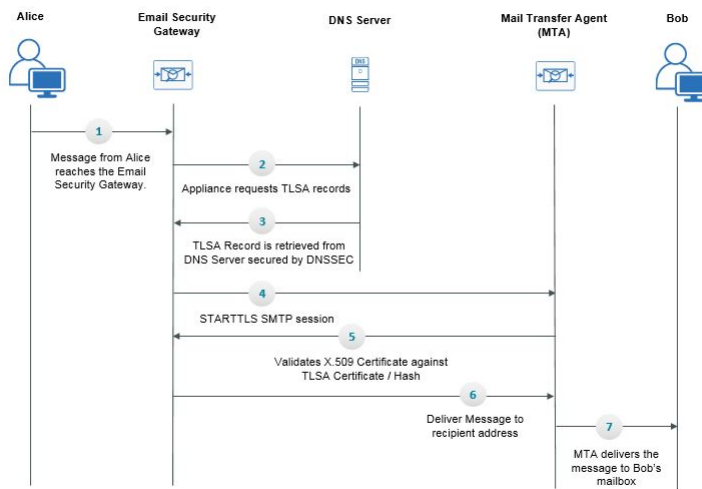 Alice
Email Security
Gateway
DNS Server
Mail Transfer Agent
(MTA)
Bob
DNS
1
Message from Alice
reaches the Email
Security Gateway.
2
Appliance requests TLSA records
3
TLSA Record is retrieved from
DNS Server secured by DNSSEC
4
STARTTLS SMTP session
5
Validates X.509 Certificate against
TLSA Certificate / Hash
6
Deliver Message to
recipient address
7
MTA delivers the
message to Bob's
mailbox